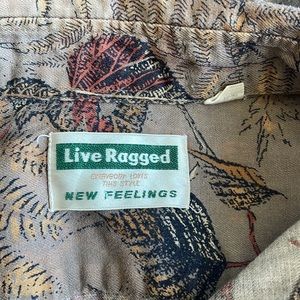 Live Ragged
EVERYBODY LOVES
THIS STYLE
NEW FEELINGS